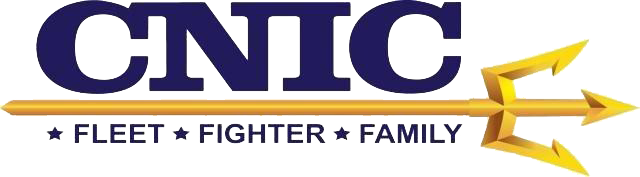 CNIC
★ FLEET ★ FIGHTER ★ FAMILY